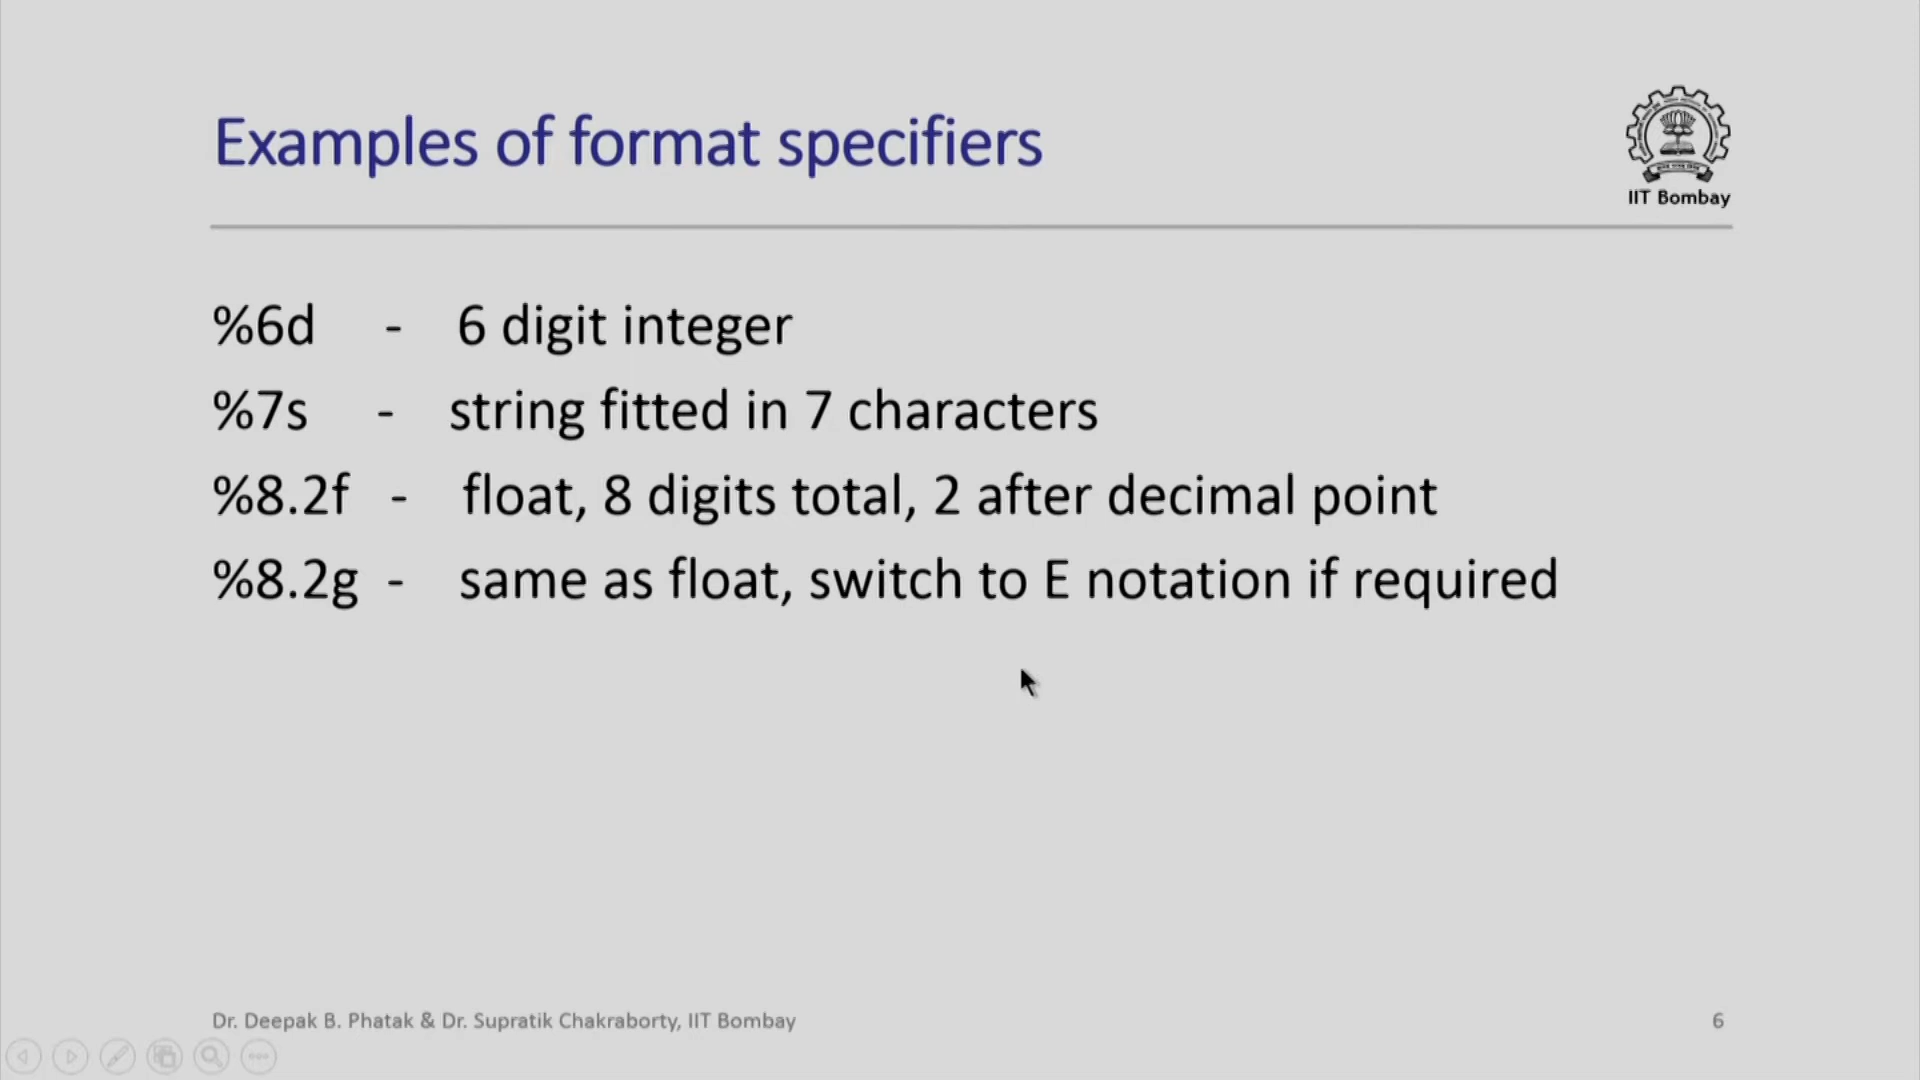 Examples of format specifiers
IIT Bombay
%6d - 6 digit integer
%7s - string fitted in 7 characters
%8.2f - float, 8 digits total, 2 after decimal point
%8.2g - same as float, switch to E notation if required
Dr. Deepak B. Phatak & Dr. Supratik Chakraborty, IIT Bombay
6